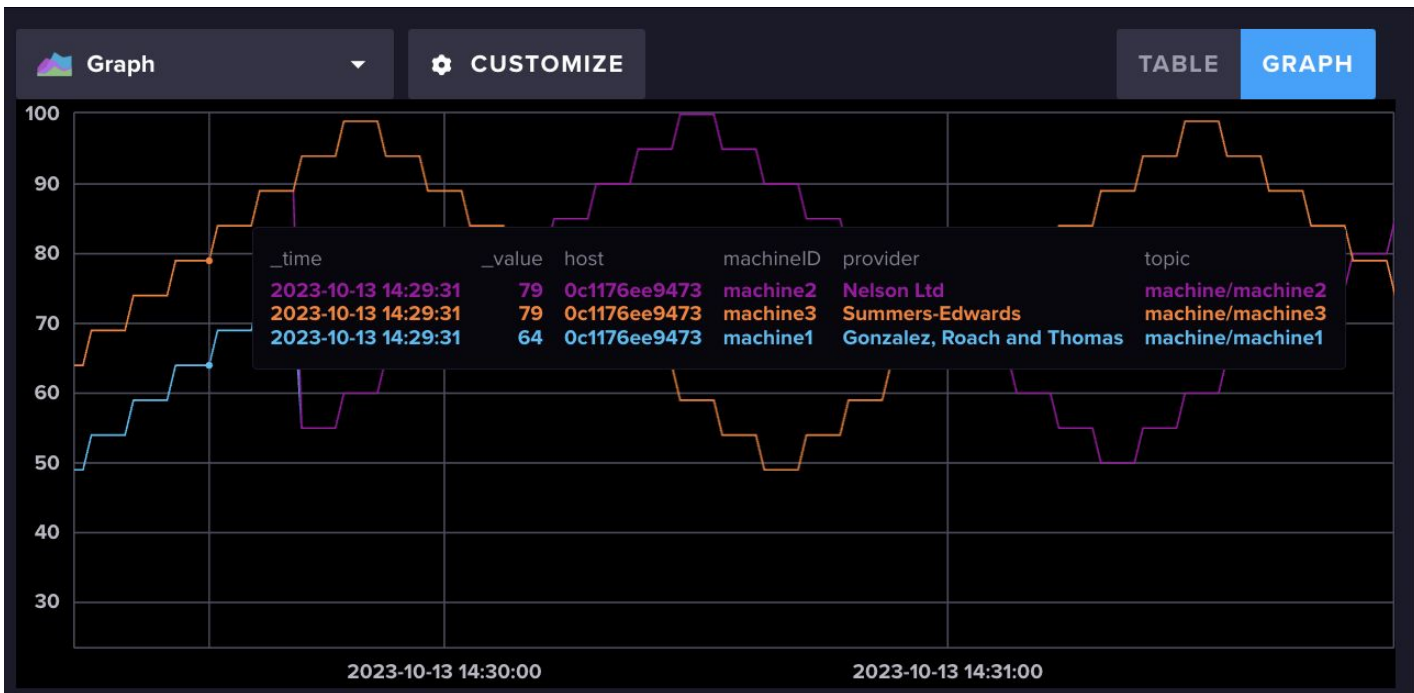 Graph CUSTOMIZE TABLE GRAPH
100
90
80
70
60
50
40
30
_time _value host machineID provider topic
2023-10-13 14:29:31 79 0c1176ee9473 machine2 Nelson Ltd machine/machine2
2023-10-13 14:29:31 79 0c1176ee9473 machine3 Summers-Edwards machine/machine3
2023-10-13 14:29:31 64 0c1176ee9473 machine1 Gonzalez, Roach and Thomas machine/machine1
2023-10-13 14:30:00 2023-10-13 14:31:00